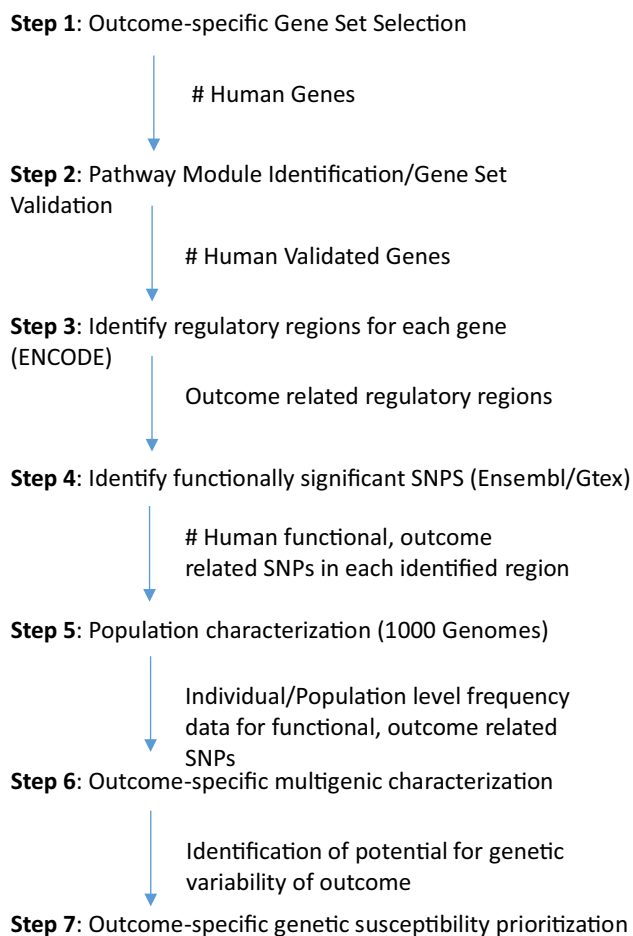 Step 1: Outcome-specific Gene Set Selection
# Human Genes
Step 2: Pathway Module Identification/Gene Set
Validation
# Human Validated Genes
Step 3: Identify regulatory regions for each gene
(ENCODE)
Outcome related regulatory regions
Step 4: Identify functionally significant SNPS (Ensembl/Gtex)
# Human functional, outcome
related SNPs in each identified region
Step 5: Population characterization (1000 Genomes)
Individual/Population level frequency
data for functional, outcome related
SNPs
Step 6: Outcome-specific multigenic characterization
Identification of potential for genetic
variability of outcome
Step 7: Outcome-specific genetic susceptibility prioritization